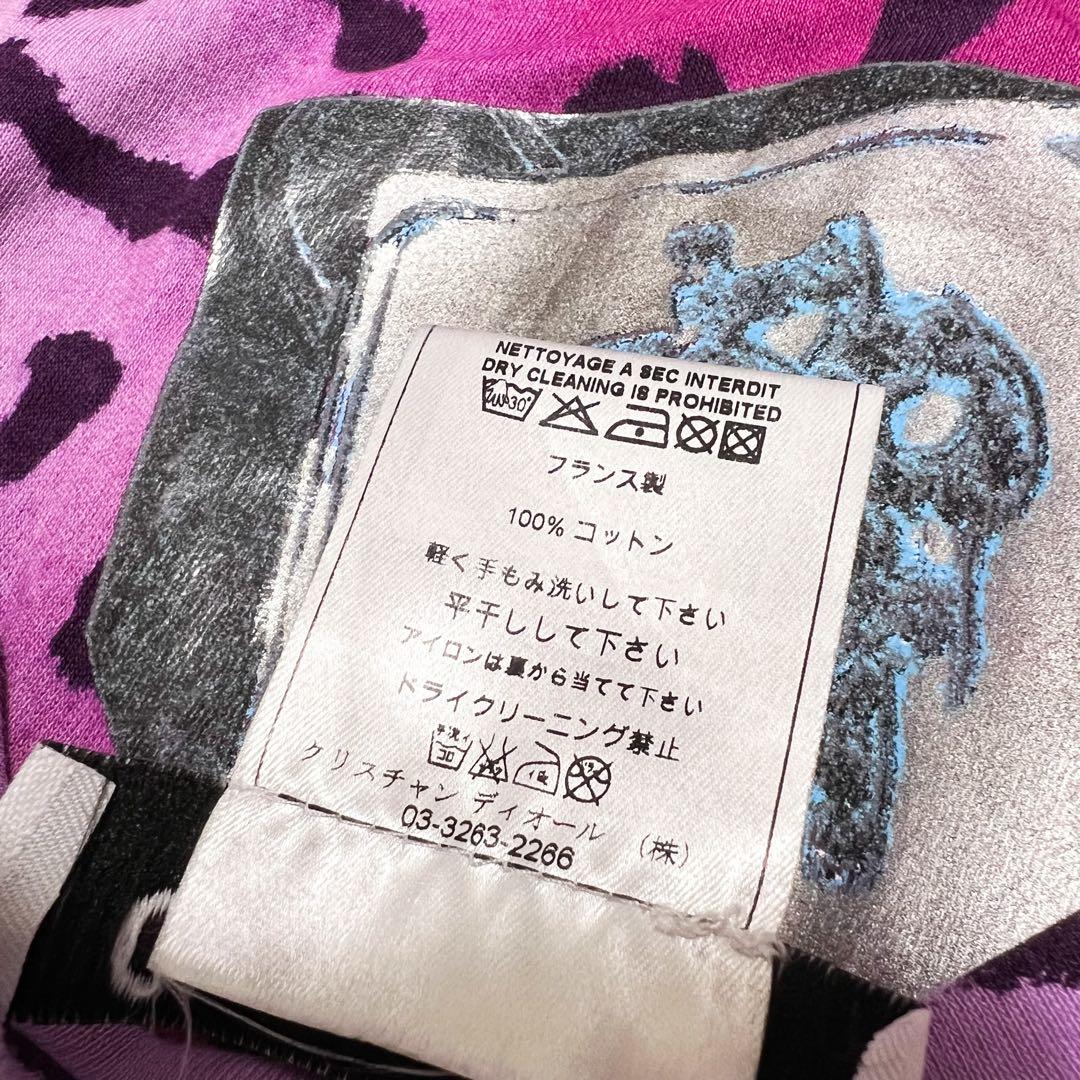 NETTOYAGE A SEC INTERDIT
DRY CLEANING IS PROHIBITED
30°
フランス製
100% コットン
軽く手もみ洗いして下さい
平干しして下さい
アイロンは裏から当てて下さい
ドライクリーニング禁止
30
クリスチャン ディオール (株)
03-3263-2266